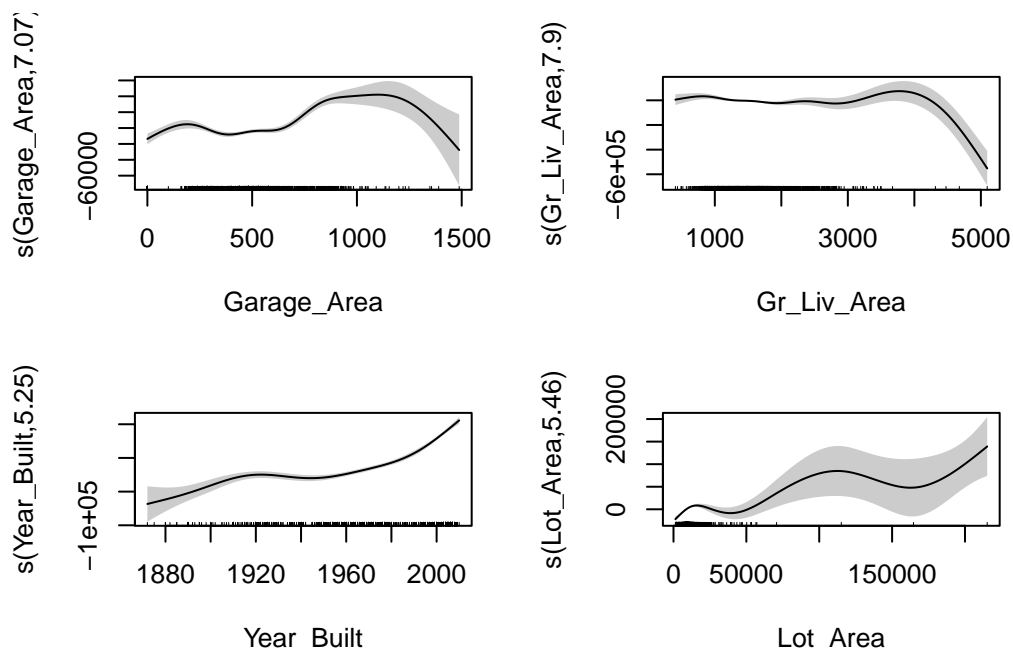 s(Garage_Area,7.07)
−60000
0 500 1000 1500
Garage_Area
s(Gr_Liv_Area,7.9)
−6e+05
1000 3000 5000
Gr_Liv_Area
s(Year_Built,5.25)
−1e+05
1880 1920 1960 2000
Year_Built
s(Lot_Area,5.46)
0 200000
0 50000 150000
Lot_Area